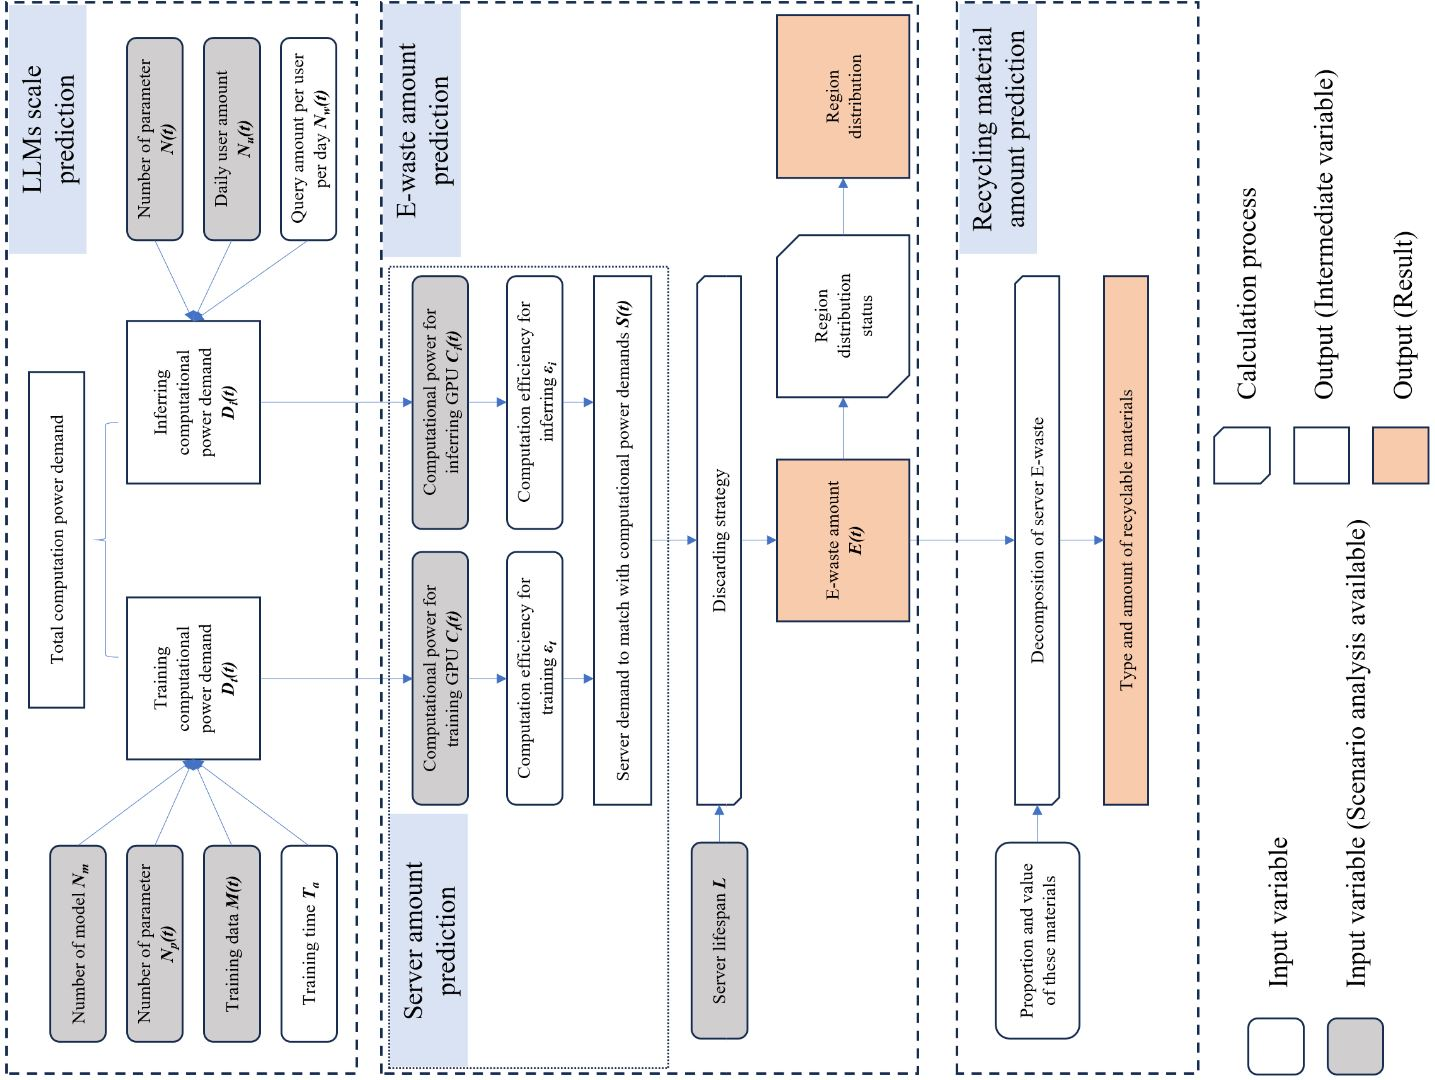 LLMs scale
prediction
Total computation power demand
Number of model Nm
Number of parameter
Np(t)
Training data M(t)
Training time Ta
Training
computational
power demand
Dt(t)
Inferring
computational
power demand
Di(t)
Number of parameter
N(t)
Daily user amount
Nu(t)
Query amount per user
per day Nw(t)
E-waste amount
prediction
Server amount
prediction
Computational power for
training GPU Ct(t)
Computational power for
inferring GPU Ci(t)
Computation efficiency for
training εt
Computation efficiency for
inferring εi
Server demand to match with computational power demands S(t)
Server lifespan L
Discarding strategy
E-waste amount
E(t)
Region
distribution
status
Region
distribution
Recycling material
amount prediction
Proportion and value
of these materials
Decomposition of server E-waste
Type and amount of recyclable materials
Input variable
Input variable (Scenario analysis available)
Calculation process
Output (Intermediate variable)
Output (Result)